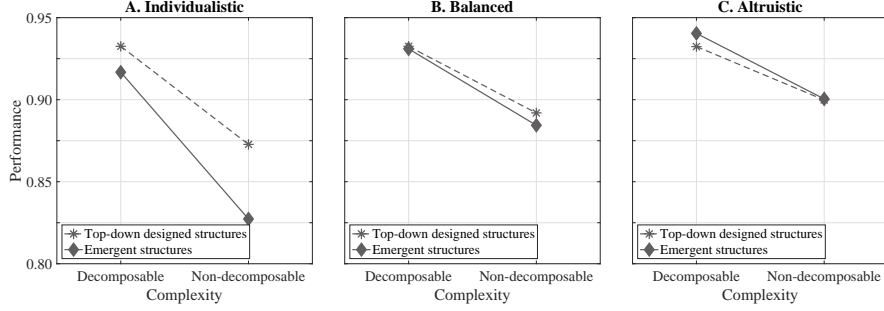 A. Individualistic
B. Balanced
C. Altruistic
Performance
0.95
0.90
0.85
0.80
Top-down designed structures
Emergent structures
Decomposable
Non-decomposable
Complexity
Top-down designed structures
Emergent structures
Decomposable
Non-decomposable
Complexity
Top-down designed structures
Emergent structures
Decomposable
Non-decomposable
Complexity